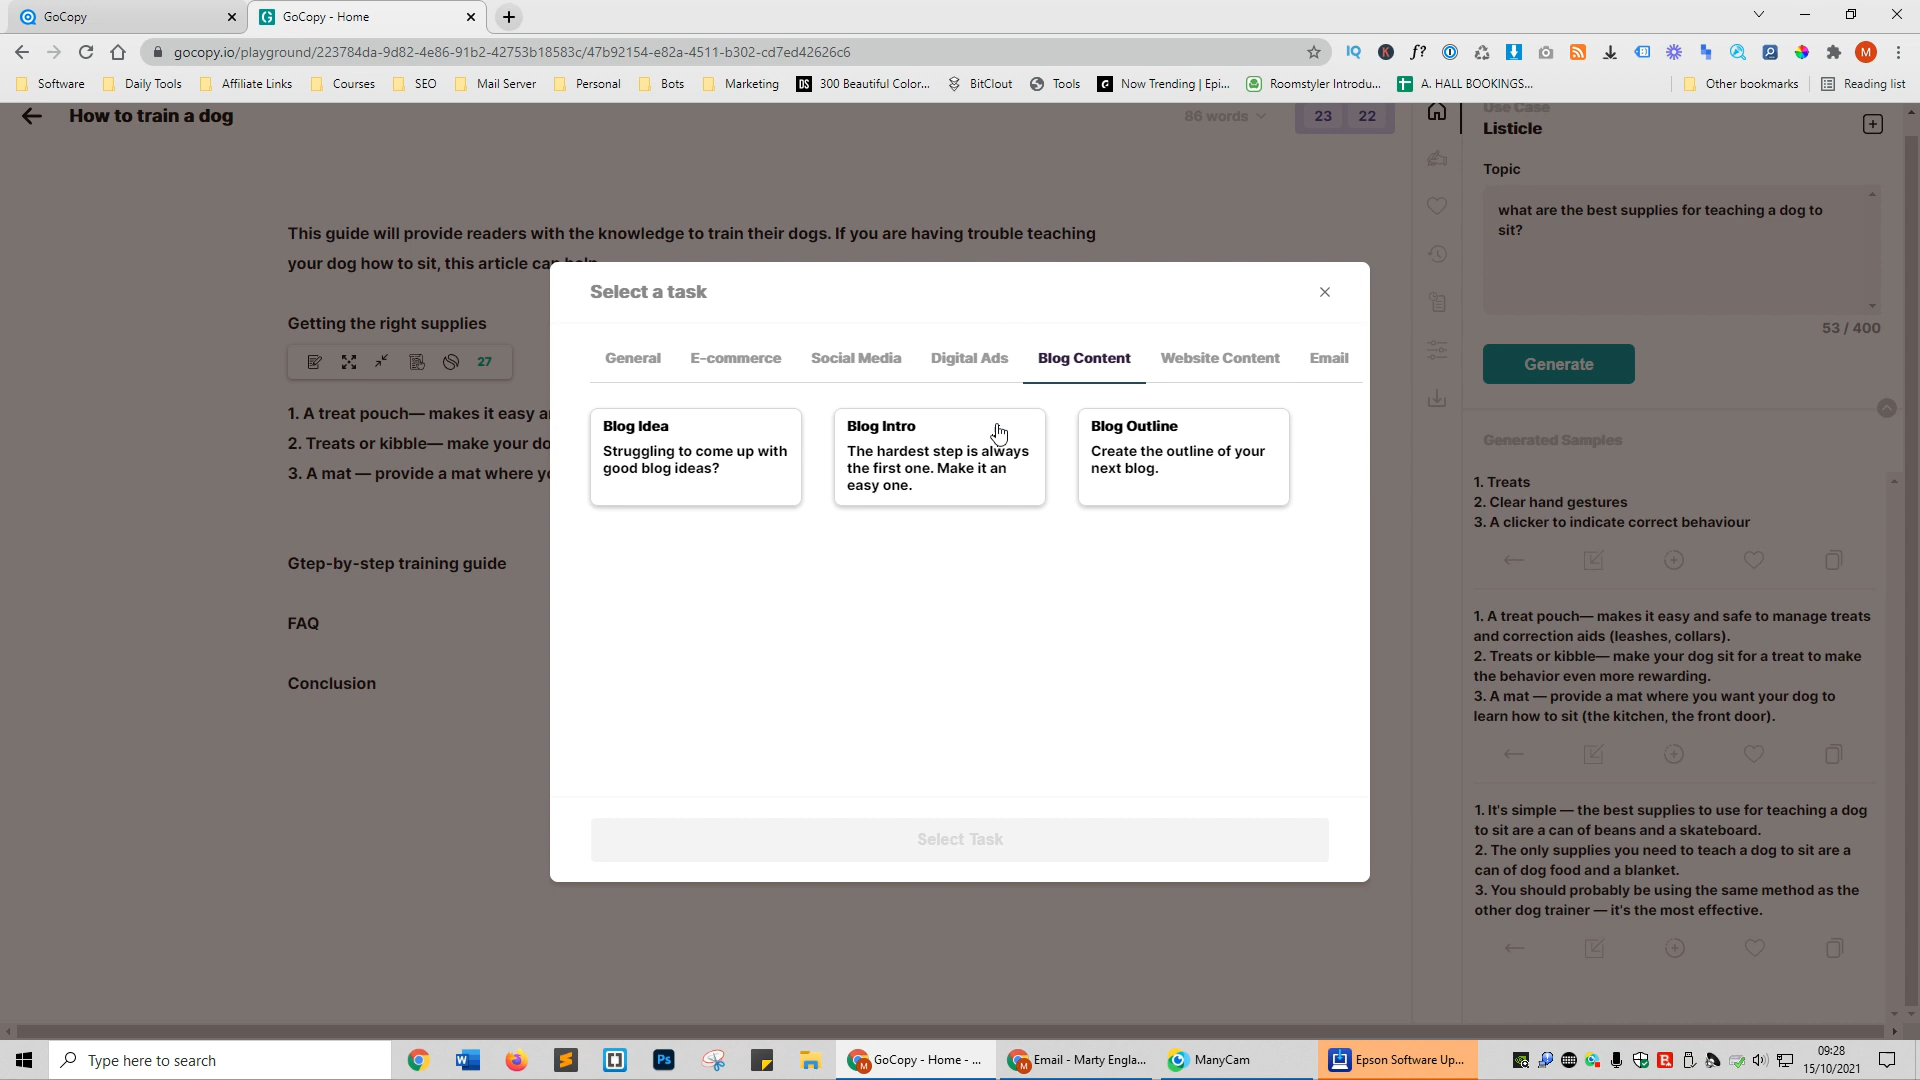 GoCopy
GoCopy - Home
gocopy.io/playground/223784da-9d82-4e86-91b2-42753b18583c/47b92154-e82a-4511-b302-cd7ed42626c6
Software
Daily Tools
Affiliate Links
Courses
SEO
Mail Server
Personal
Bots
Marketing
300 Beautiful Color...
BitClout
Tools
Now Trending | Epi...
Roomstyler Introdu...
A. HALL BOOKINGS...
Other bookmarks
Reading list
How to train a dog
86 words
23 22
This guide will provide readers with the knowledge to train their dogs. If you are having trouble teaching
your dog how to sit, this article can help
Getting the right supplies
27
1. A treat pouch— makes it easy a
2. Treats or kibble— make your do
3. A mat — provide a mat where yo
Gtep-by-step training guide
FAQ
Conclusion
Select a task
General
E-commerce
Social Media
Digital Ads
Blog Content
Website Content
Email
Blog Idea
Struggling to come up with
good blog ideas?
Blog Intro
The hardest step is always
the first one. Make it an
easy one.
Blog Outline
Create the outline of your
next blog.
Select Task
Use Case
Listicle
Topic
what are the best supplies for teaching a dog to
sit?
53 / 400
Generate
Generated Samples
1. Treats
2. Clear hand gestures
3. A clicker to indicate correct behaviour
1. A treat pouch— makes it easy and safe to manage treats
and correction aids (leashes, collars).
2. Treats or kibble— make your dog sit for a treat to make
the behavior even more rewarding.
3. A mat — provide a mat where you want your dog to
learn how to sit (the kitchen, the front door).
1. It's simple — the best supplies to use for teaching a dog
to sit are a can of beans and a skateboard.
2. The only supplies you need to teach a dog to sit are a
can of dog food and a blanket.
3. You should probably be using the same method as the
other dog trainer — it's the most effective.
Type here to search
GoCopy - Home - ...
Email - Marty Engla...
ManyCam
Epson Software Up...
09:28
15/10/2021